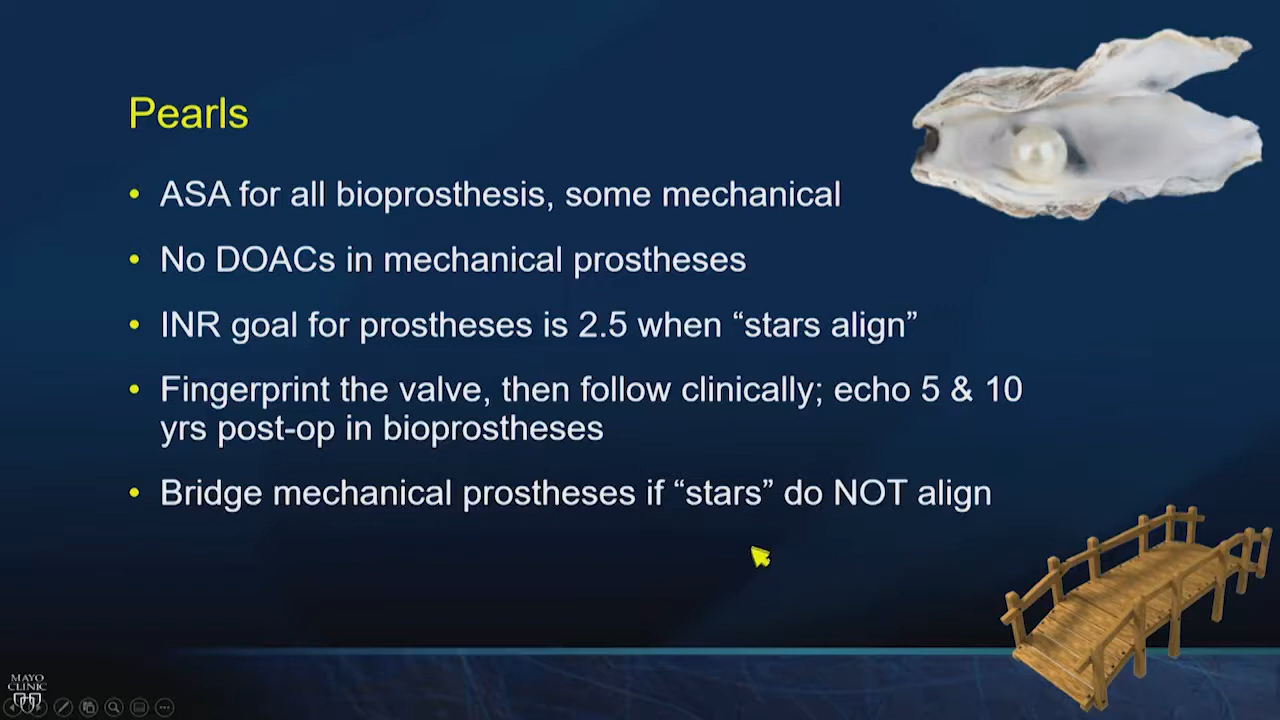 Pearls
• ASA for all bioprosthesis, some mechanical
• No DOACs in mechanical prostheses
• INR goal for prostheses is 2.5 when “stars align”
• Fingerprint the valve, then follow clinically; echo 5 & 10
yrs post-op in bioprostheses
• Bridge mechanical prostheses if “stars” do NOT align
MAYO
CLINIC